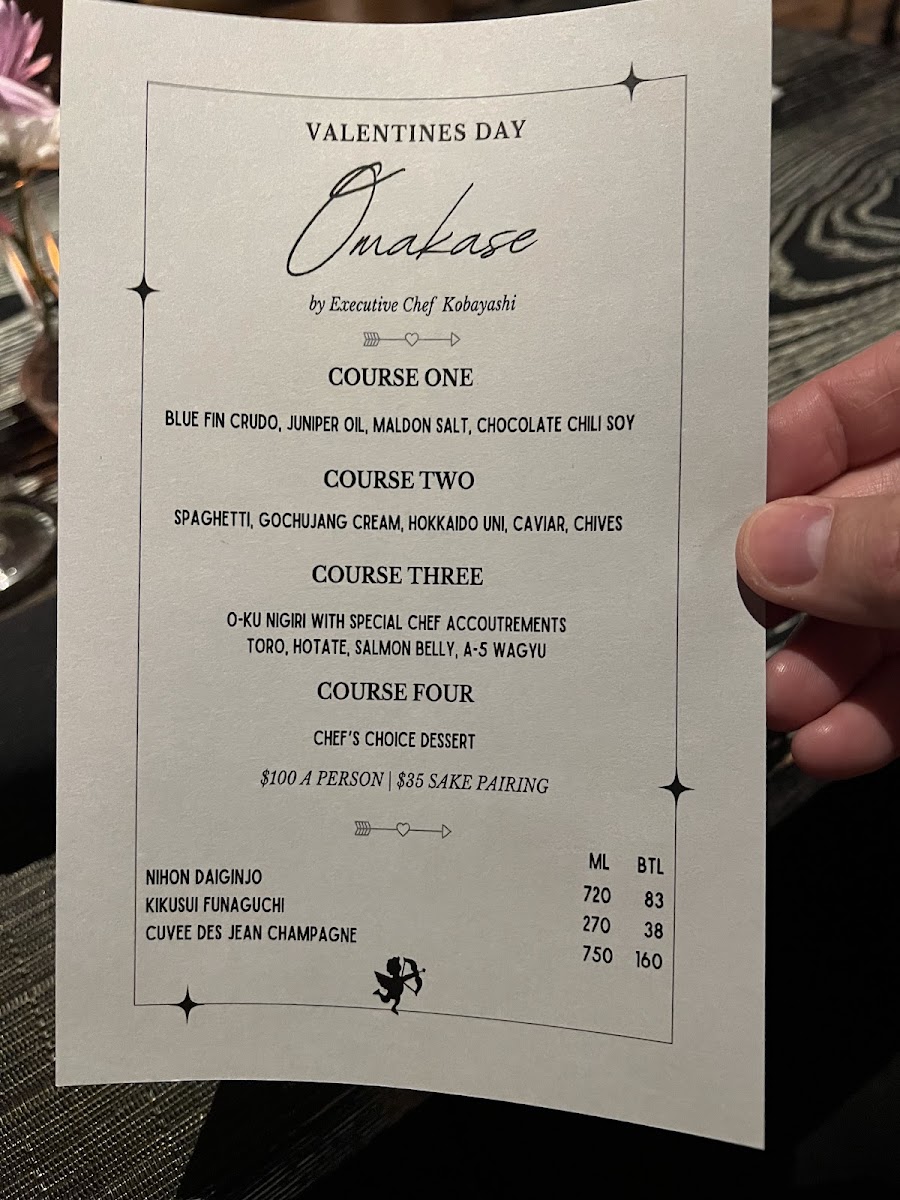 VALENTINES DAY
Omakase
by Executive Chef Kobayashi
COURSE ONE
BLUE FIN CRUDO, JUNIPER OIL, MALDON SALT, CHOCOLATE CHILI SOY
COURSE TWO
SPAGHETTI, GOCHUJANG CREAM, HOKKAIDO UNI, CAVIAR, CHIVES
COURSE THREE
O-KU NIGIRI WITH SPECIAL CHEF ACCOUTREMENTS
TORO, HOTATE, SALMON BELLY, A-5 WAGYU
COURSE FOUR
CHEF'S CHOICE DESSERT
$100 A PERSON | $35 SAKE PAIRING
ML BTL
NIHON DAIGINJO 720 83
KIKUSUI FUNAGUCHI 270 38
CUVEE DES JEAN CHAMPAGNE 750 160